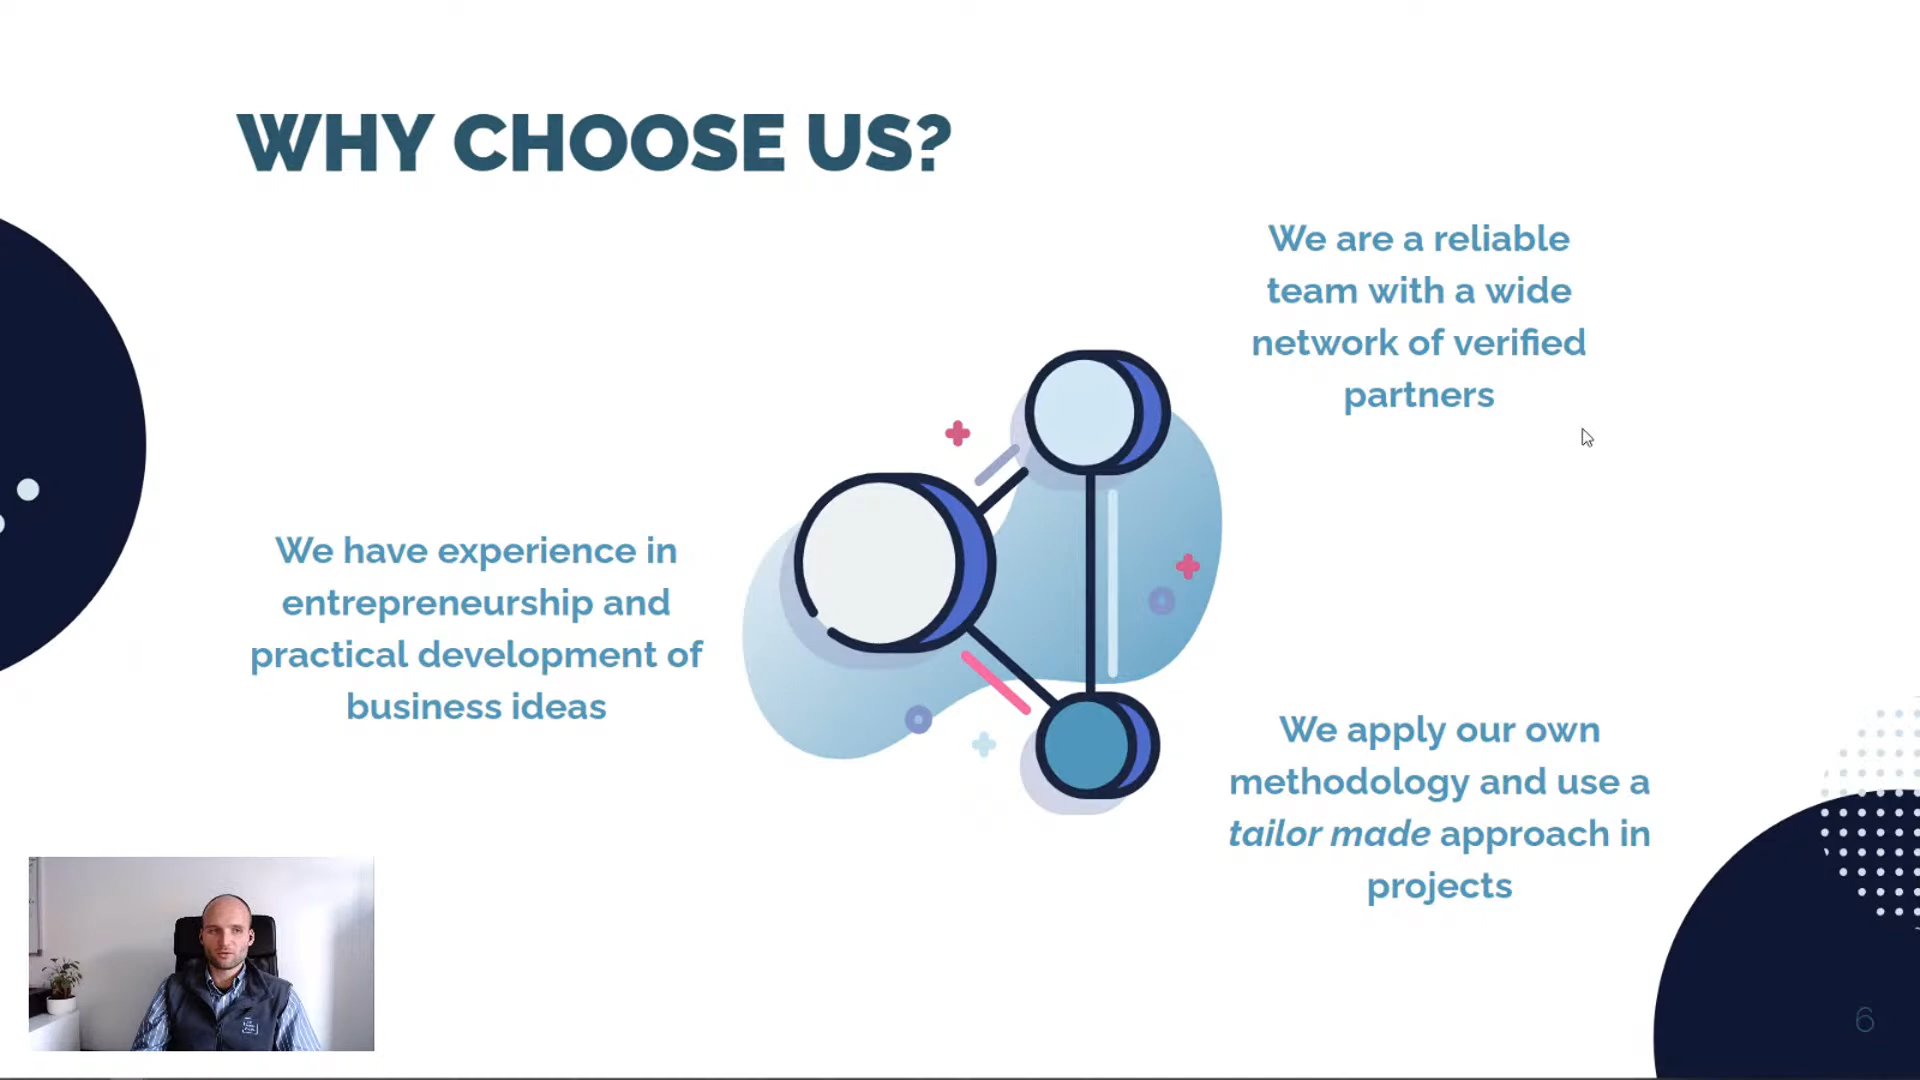 WHY CHOOSE US?
We are a reliable
team with a wide
network of verified
partners
We have experience in
entrepreneurship and
practical development of
business ideas
We apply our own
methodology and use a
tailor made approach in
projects
6